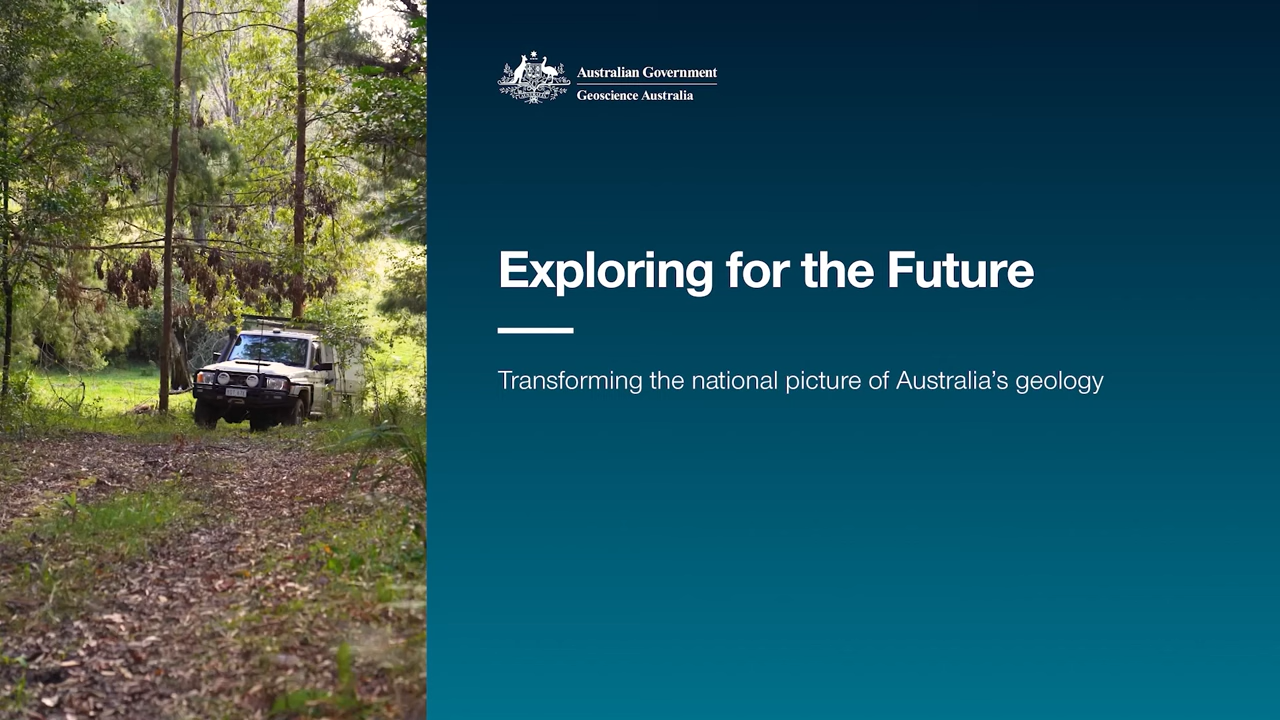 Australian Government
Geoscience Australia
Exploring for the Future
Transforming the national picture of Australia's geology